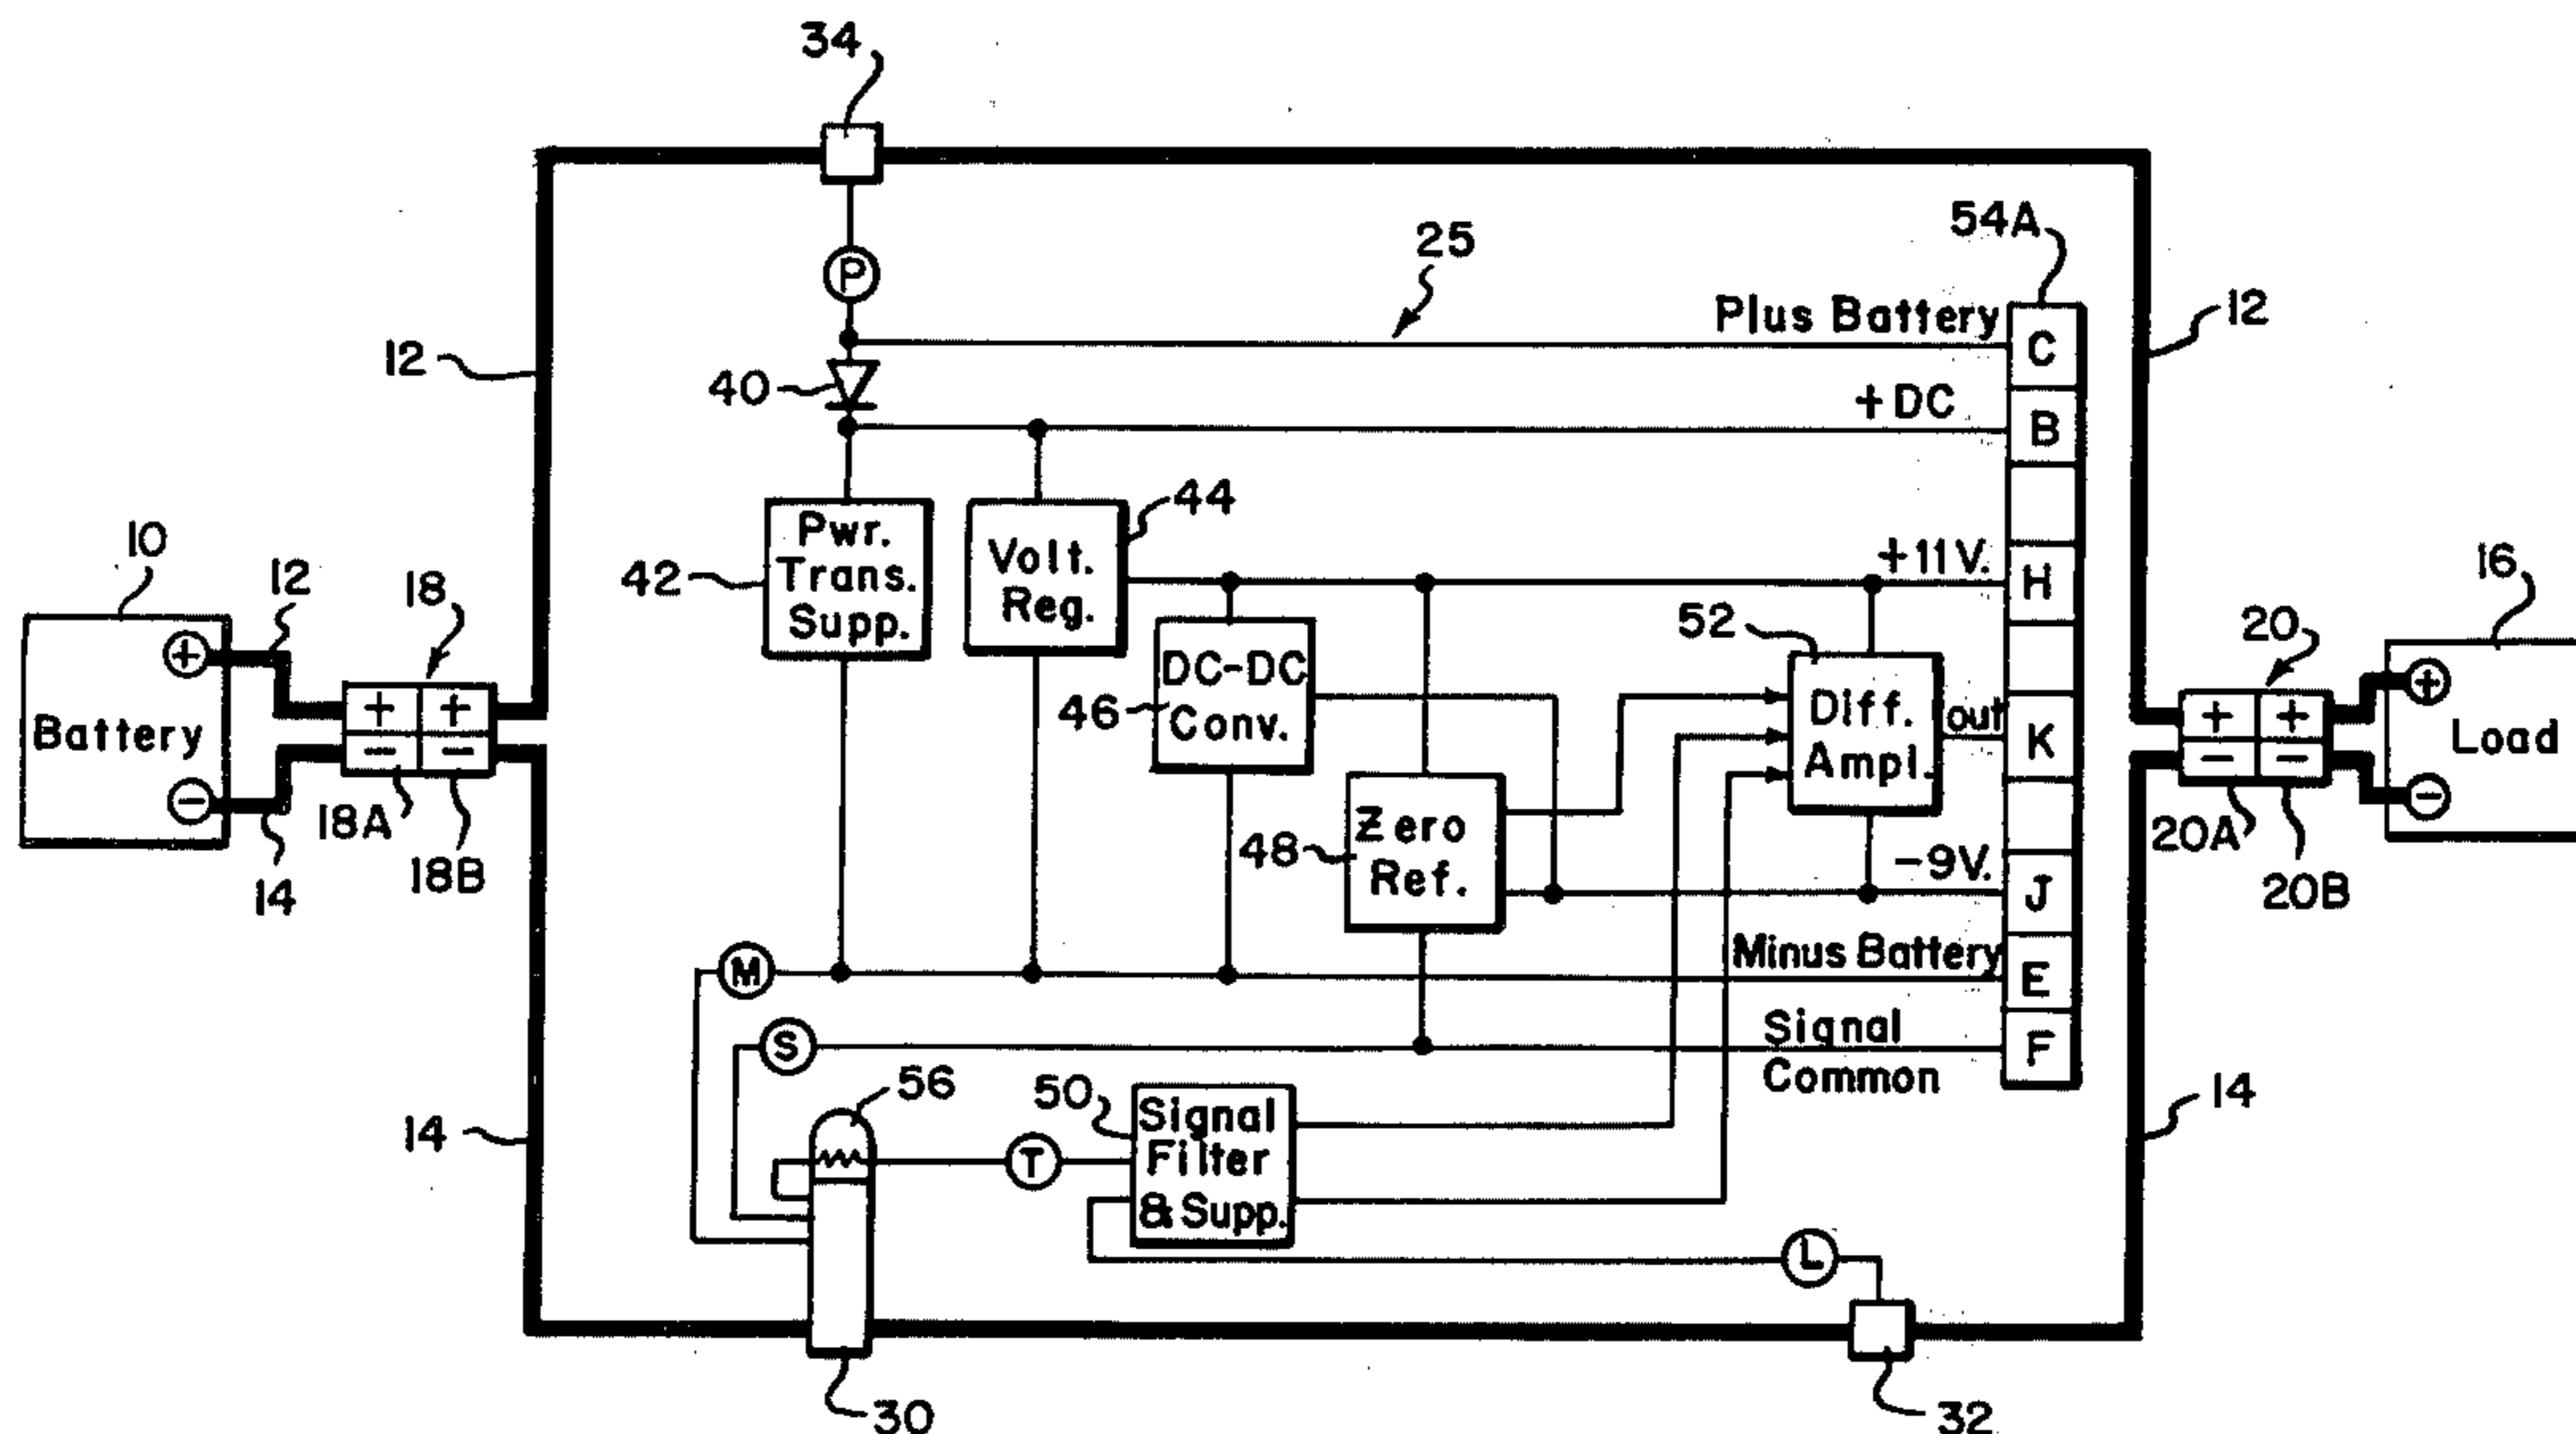 34
P
25
54A
Plus Battery
C
12
12
40
+DC
B
Pwr.
Trans.
Supp.
42
Volt.
Reg.
44
+11V.
H
10
Battery
+
−
12
14
18
+ +
− −
18A
18B
DC-DC
Conv.
46
52
Diff.
Ampl.
out
K
Zero
Ref.
48
−9V.
J
20
+ +
− −
20A
20B
16
+
Load
−
M
Minus Battery
E
S
Signal
Common
F
56
T
50
Signal
Filter
& Supp.
14
14
L
30
32